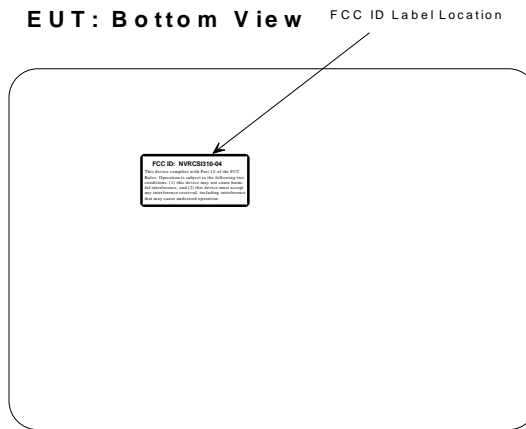 EUT: Bottom View
FCC ID Label Location
FCC ID: NVRCSI310-04
This device complies with Part 15 of the FCC
Rules. Operation is subject to the following two
conditions: (1) this device may not cause harm-
ful interference, and (2) this device must accept
any interference received, including interference
that may cause undesired operation.